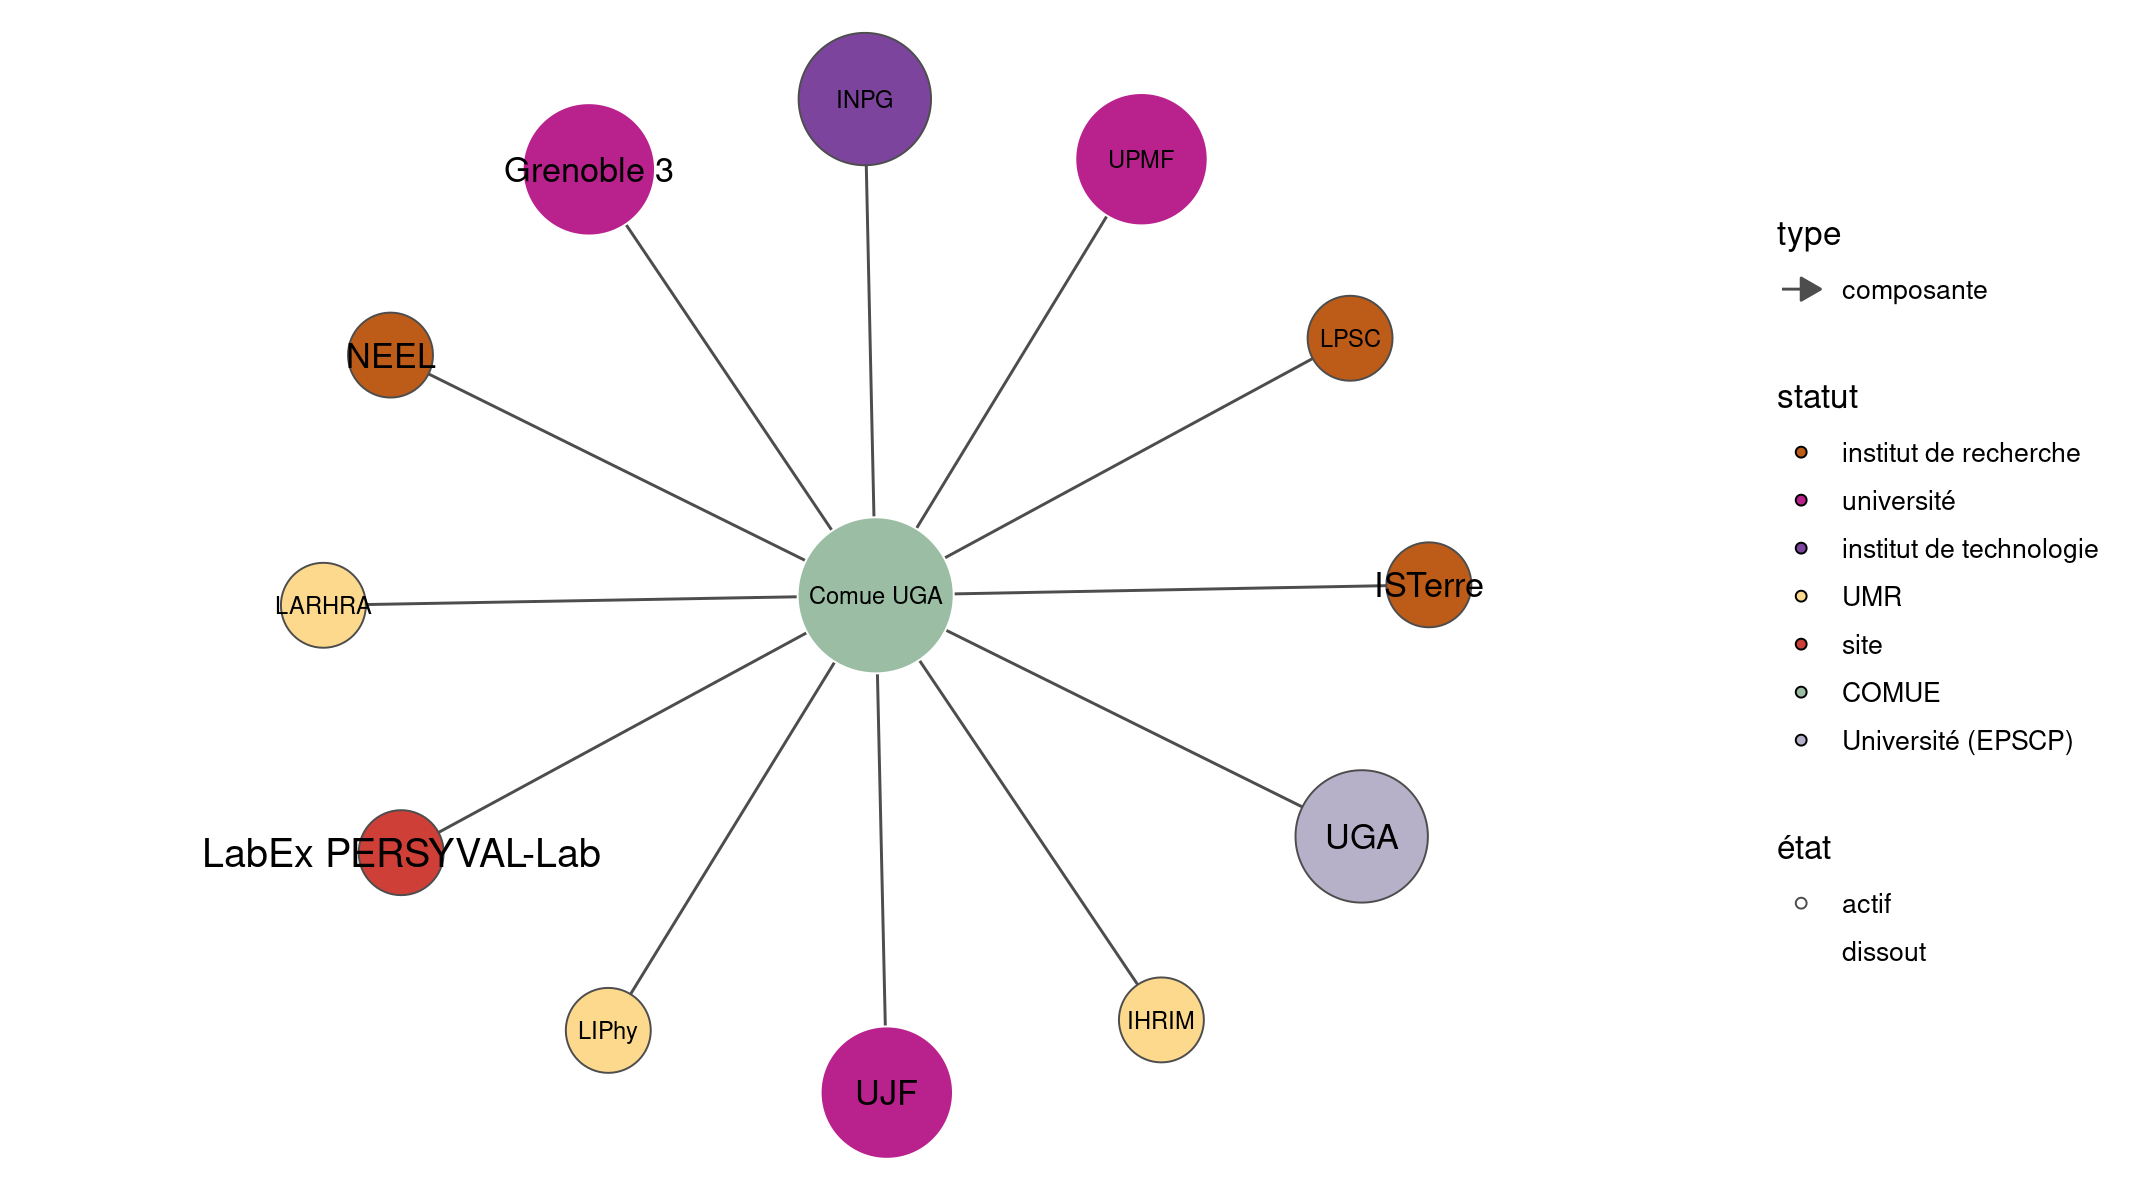 INPG
UPMF
Grenoble 3
LPSC
NEEL
ISTerre
Comue UGA
LARHRA
UGA
LabEx PERSYVAL-Lab
IHRIM
LIPhy
UJF
type
composante
statut
institut de recherche
université
institut de technologie
UMR
site
COMUE
Université (EPSCP)
état
actif
dissout